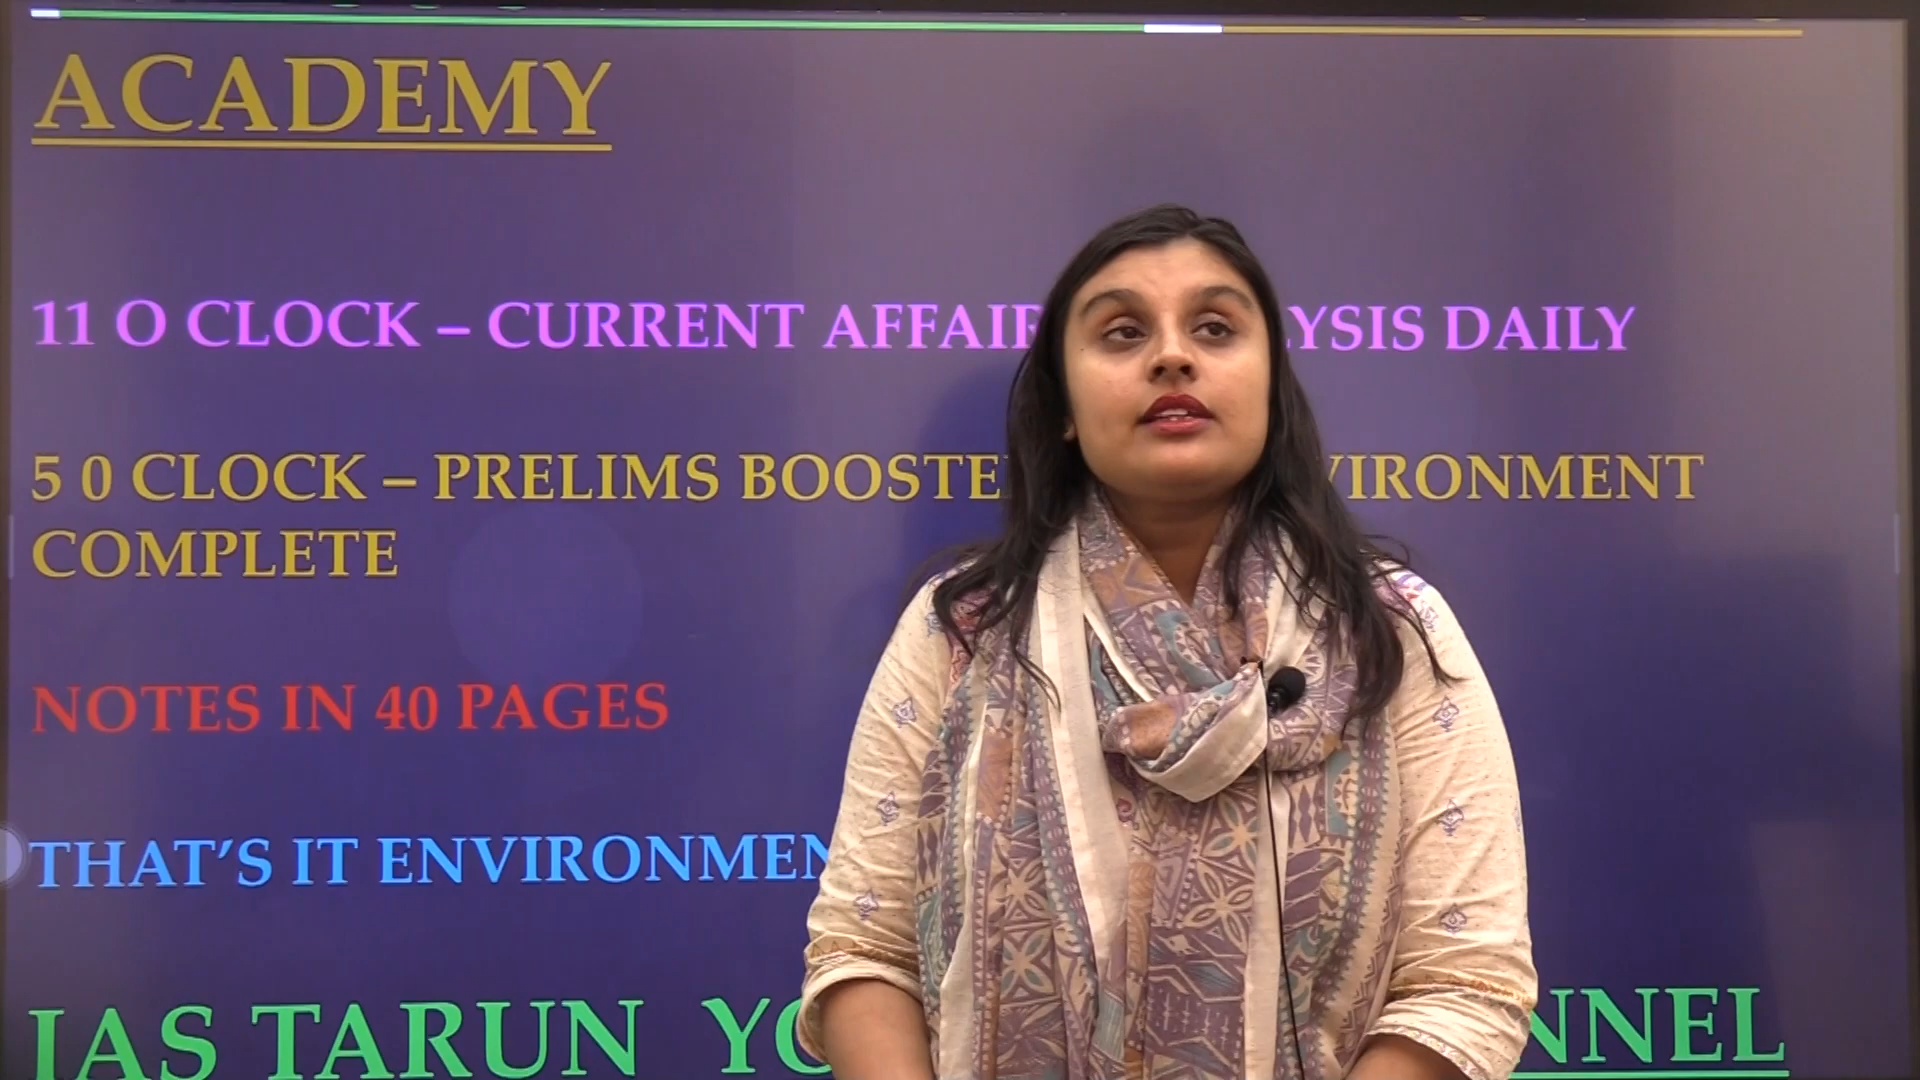 ACADEMY
11 O CLOCK – CURRENT AFFAIR YSIS DAILY
5 0 CLOCK – PRELIMS BOOSTE VIRONMENT
COMPLETE
NOTES IN 40 PAGES
THAT’S IT ENVIRONMEN
IAS TARUN YO NNEL